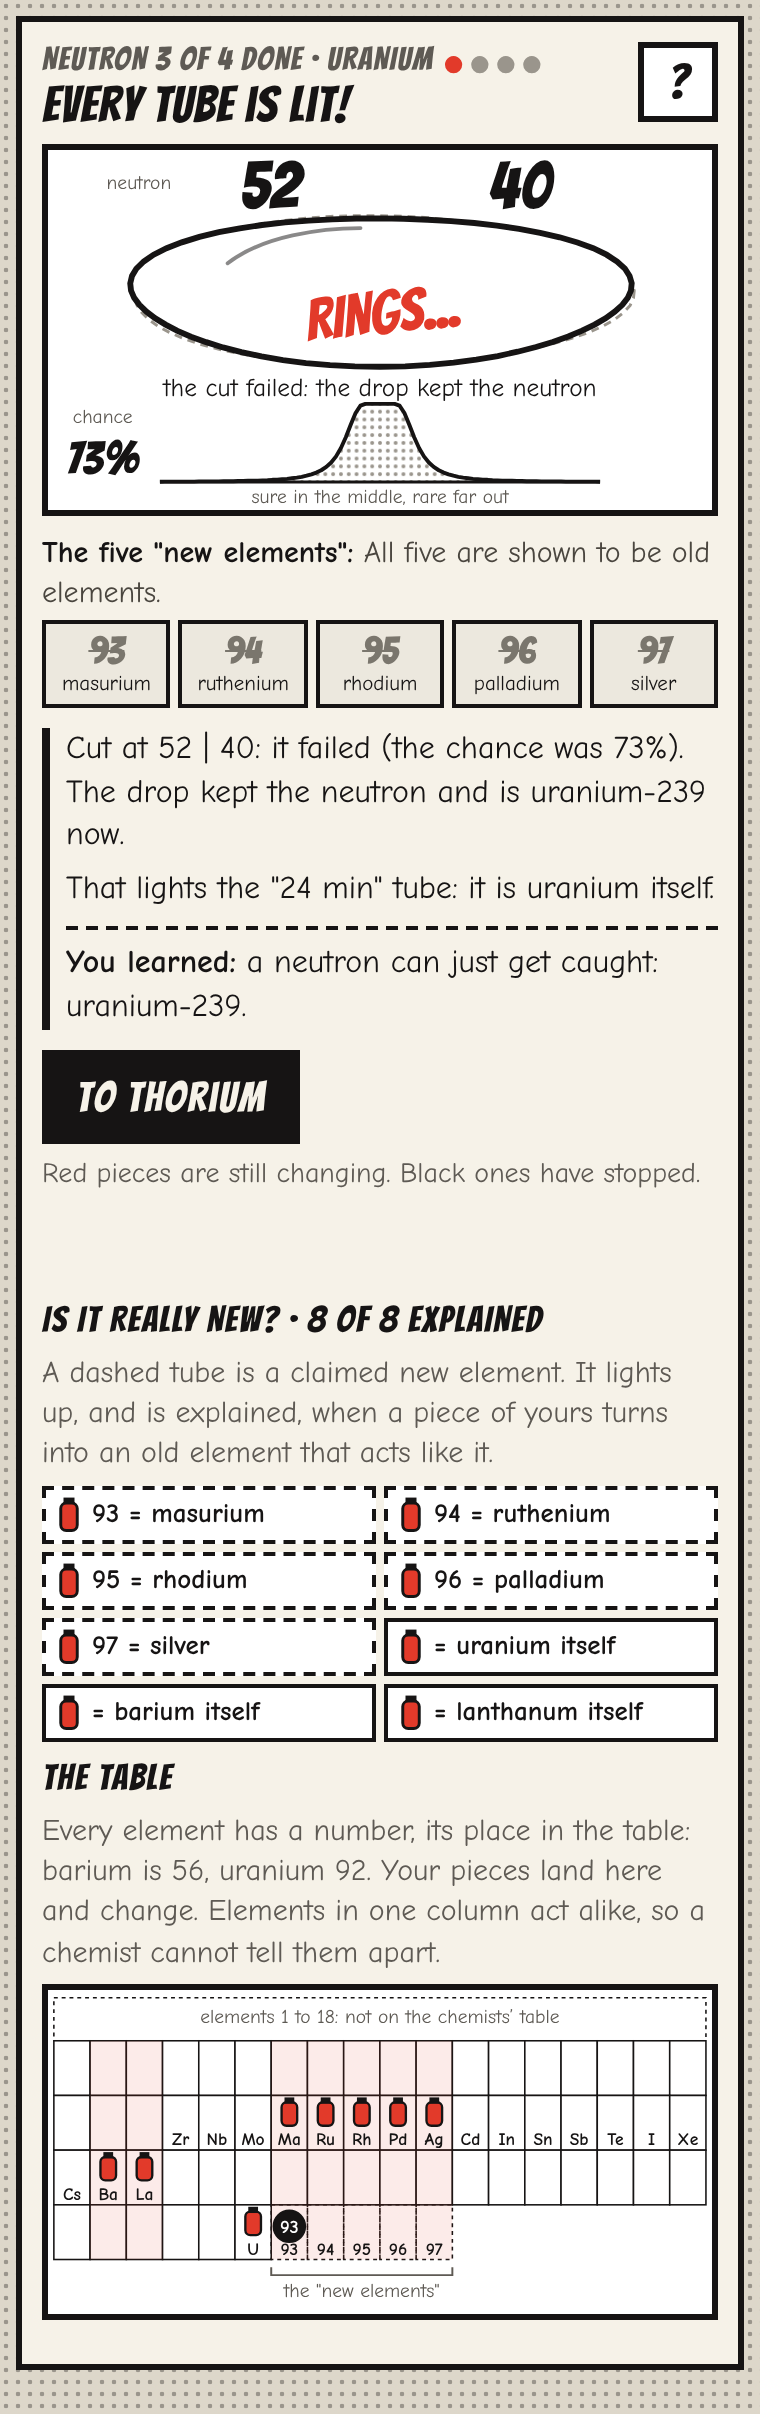 NEUTRON 3 OF 4 DONE · URANIUM
EVERY TUBE IS LIT!
?
neutron
52
40
RINGS...
the cut failed: the drop kept the neutron
chance
73%
sure in the middle, rare far out
The five "new elements": All five are shown to be old
elements.
93 94 95 96 97
masurium ruthenium rhodium palladium silver
Cut at 52 | 40: it failed (the chance was 73%).
The drop kept the neutron and is uranium-239
now.
That lights the "24 min" tube: it is uranium itself.
You learned: a neutron can just get caught:
uranium-239.
TO THORIUM
Red pieces are still changing. Black ones have stopped.
IS IT REALLY NEW? · 8 OF 8 EXPLAINED
A dashed tube is a claimed new element. It lights
up, and is explained, when a piece of yours turns
into an old element that acts like it.
93 = masurium
94 = ruthenium
95 = rhodium
96 = palladium
97 = silver
= uranium itself
= barium itself
= lanthanum itself
THE TABLE
Every element has a number, its place in the table:
barium is 56, uranium 92. Your pieces land here
and change. Elements in one column act alike, so a
chemist cannot tell them apart.
elements 1 to 18: not on the chemists' table
Zr Nb Mo Ma Ru Rh Pd Ag Cd In Sn Sb Te I Xe
Cs Ba La
93
U 93 94 95 96 97
the "new elements"